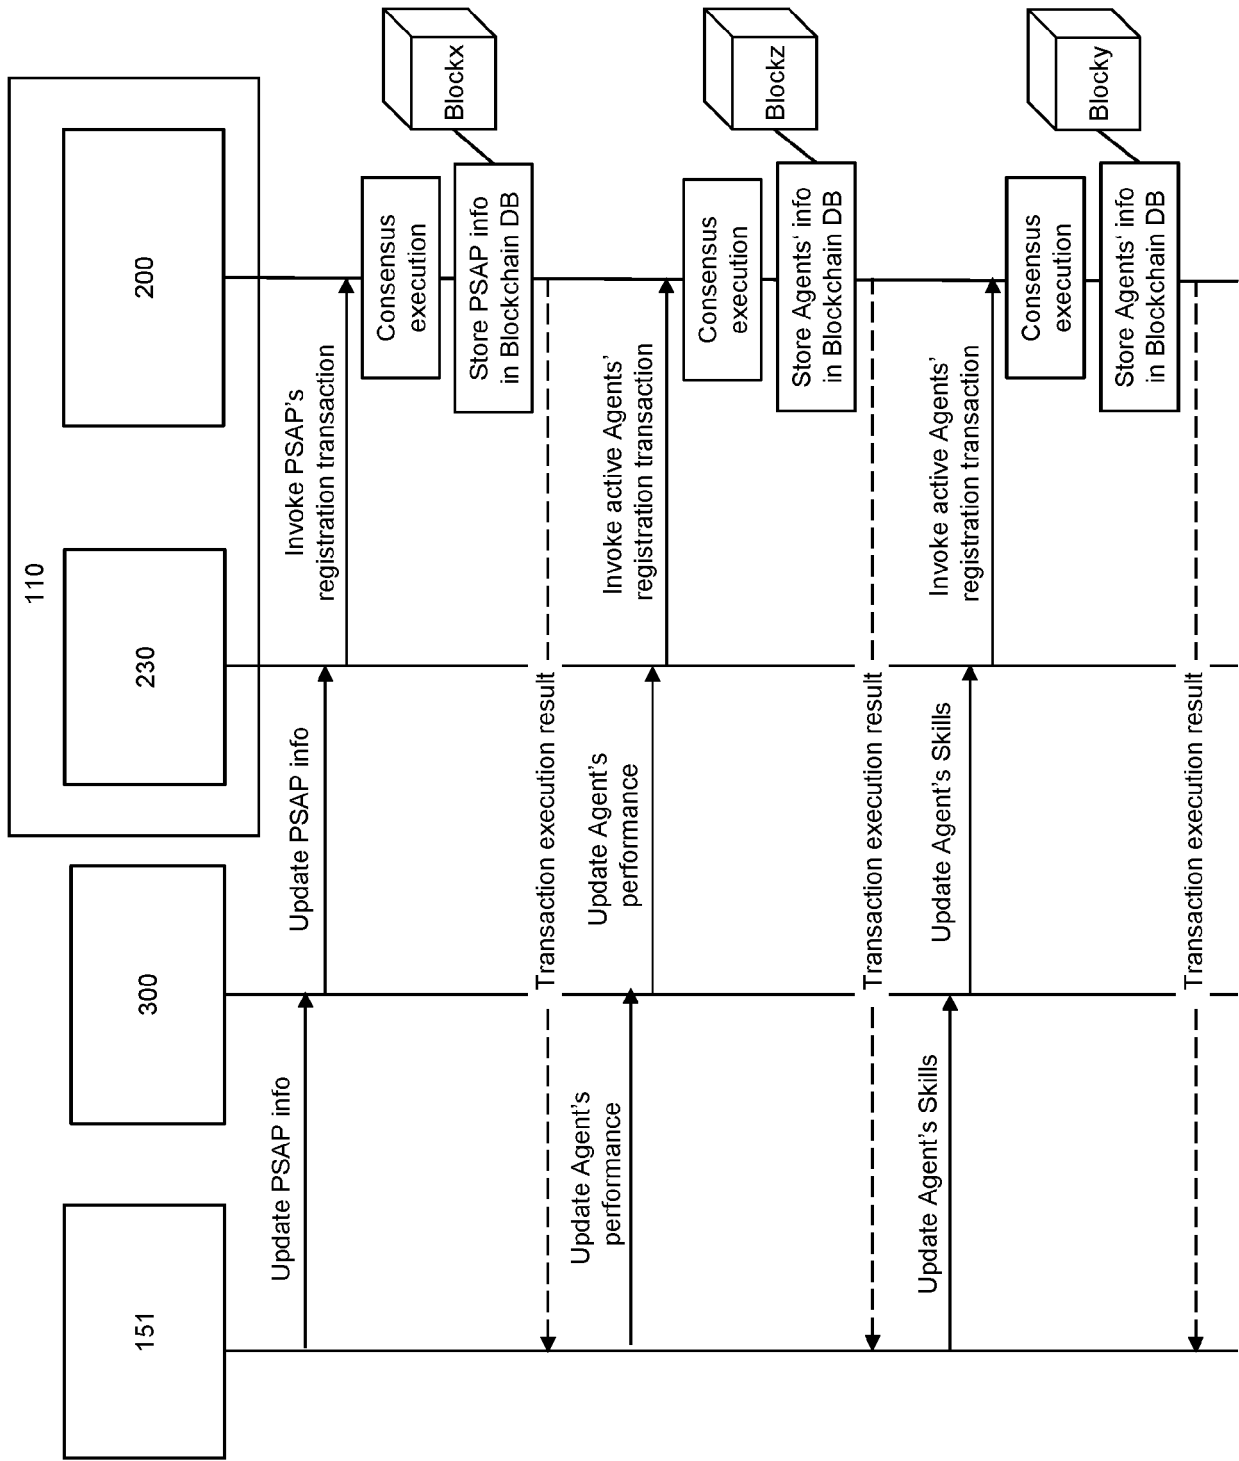 110
151
300
230
200
Update PSAP info
Update PSAP info
Invoke PSAP's
registration transaction
Consensus
execution
Store PSAP info
in Blockchain DB
Blockx
Transaction execution result
Update Agent's
performance
Update Agent's
performance
Invoke active Agents'
registration transaction
Consensus
execution
Store Agents' info
in Blockchain DB
Blockz
Transaction execution result
Update Agent's Skills
Update Agent's Skills
Invoke active Agents'
registration transaction
Consensus
execution
Store Agents' info
in Blockchain DB
Blocky
Transaction execution result